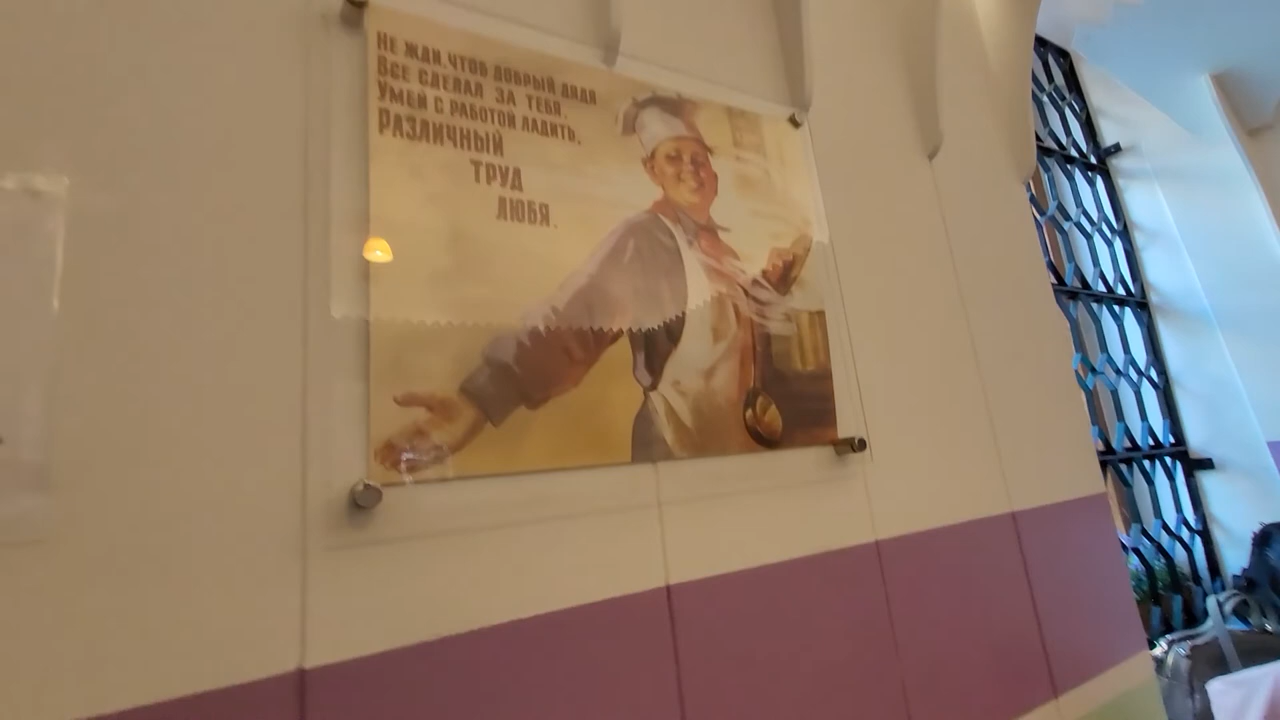 НЕ ЖДИ, ЧТОБ ДОБРЫЙ ДЯДЯ
ВСЕ СДЕЛАЛ ЗА ТЕБЯ.
УМЕЙ С РАБОТОЙ ЛАДИТЬ,
РАЗЛИЧНЫЙ
ТРУД
ЛЮБЯ.